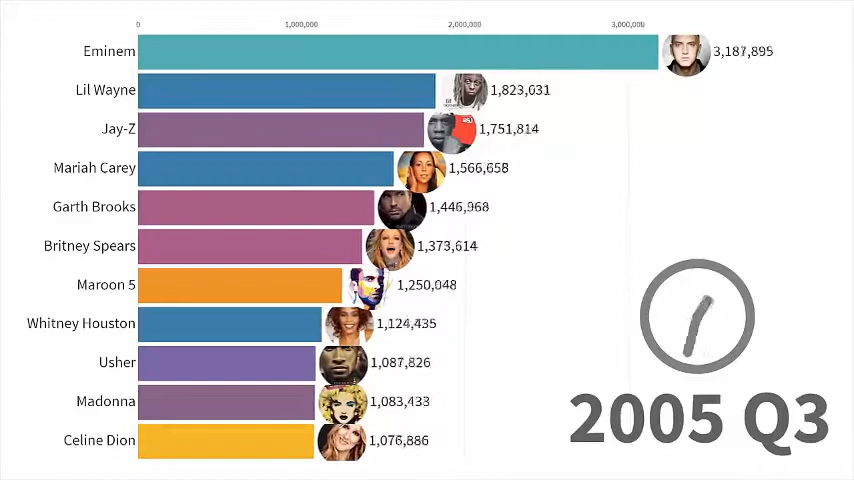 0 1,000,000 2,000,000 3,000,000
Eminem 3,187,895
Lil Wayne 1,823,631
Jay-Z 1,751,814
Mariah Carey 1,566,658
Garth Brooks 1,446,968
Britney Spears 1,373,614
Maroon 5 1,250,048
Whitney Houston 1,124,435
Usher 1,087,826
Madonna 1,083,433
Celine Dion 1,076,886
2005 Q3